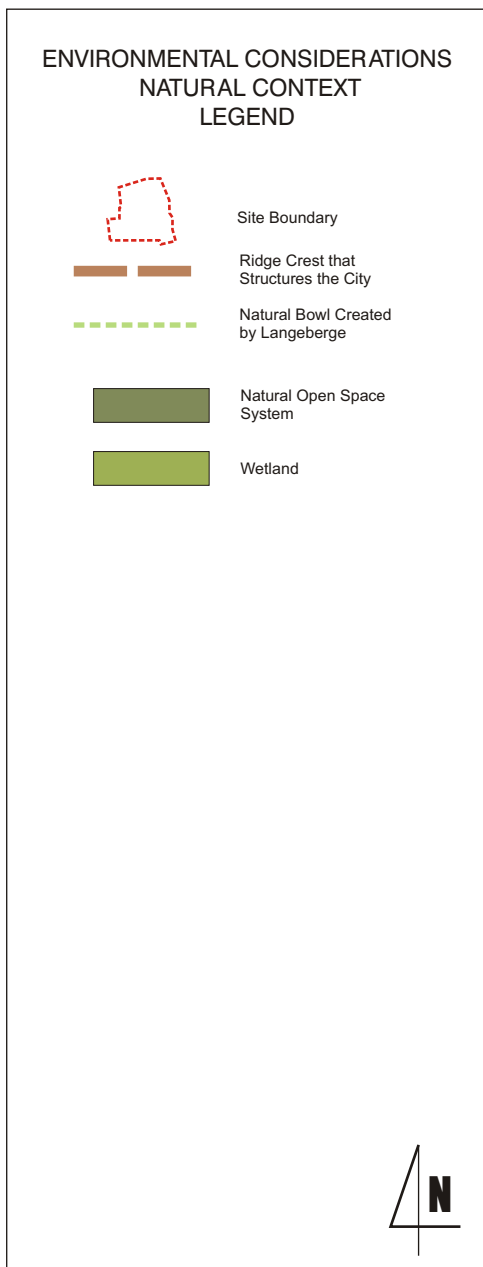 ENVIRONMENTAL CONSIDERATIONS
NATURAL CONTEXT
LEGEND
Site Boundary
Ridge Crest that
Structures the City
Natural Bowl Created
by Langeberge
Natural Open Space
System
Wetland
N